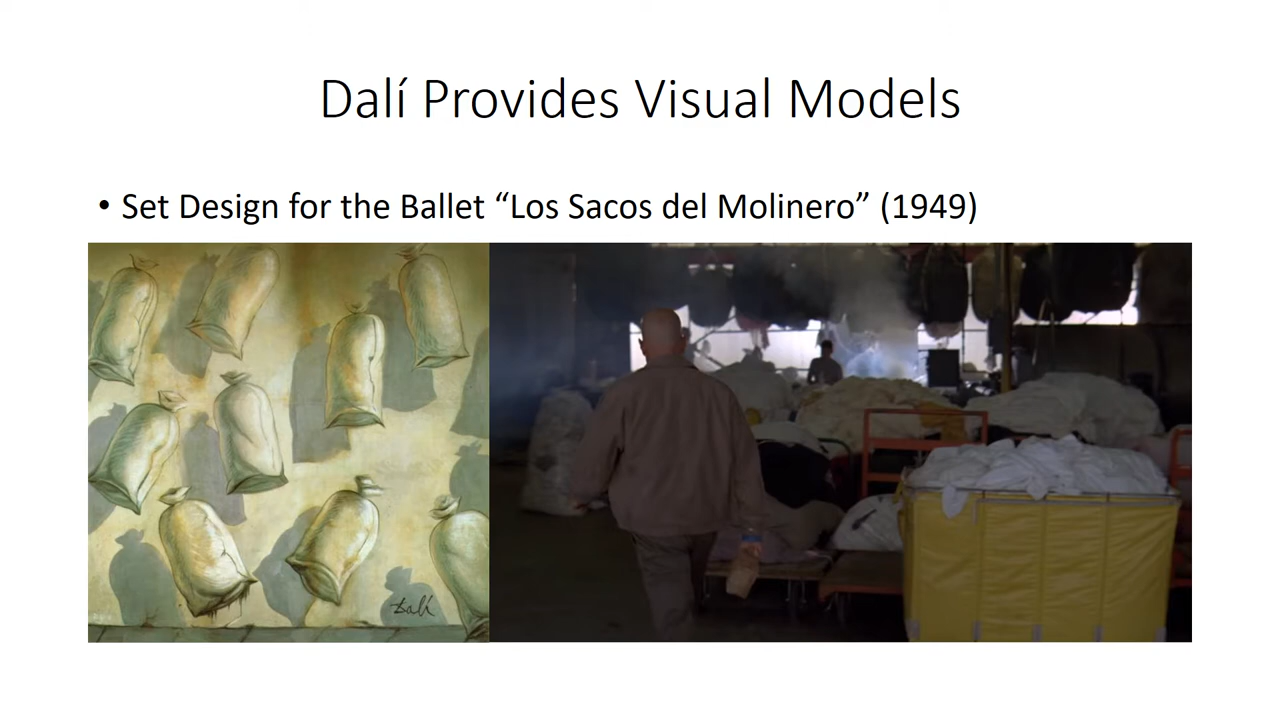 Dalí Provides Visual Models
• Set Design for the Ballet “Los Sacos del Molinero” (1949)
Dalí